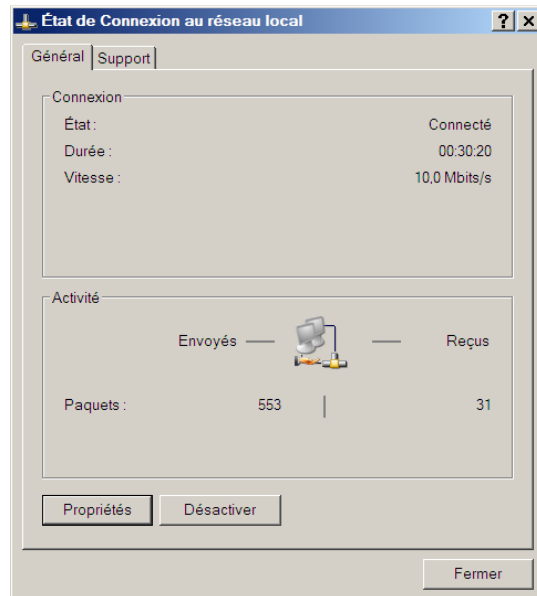 État de Connexion au réseau local
Général Support
Connexion
État : Connecté
Durée : 00:30:20
Vitesse : 10,0 Mbits/s
Activité
Envoyés Reçus
Paquets : 553 31
Propriétés Désactiver
Fermer